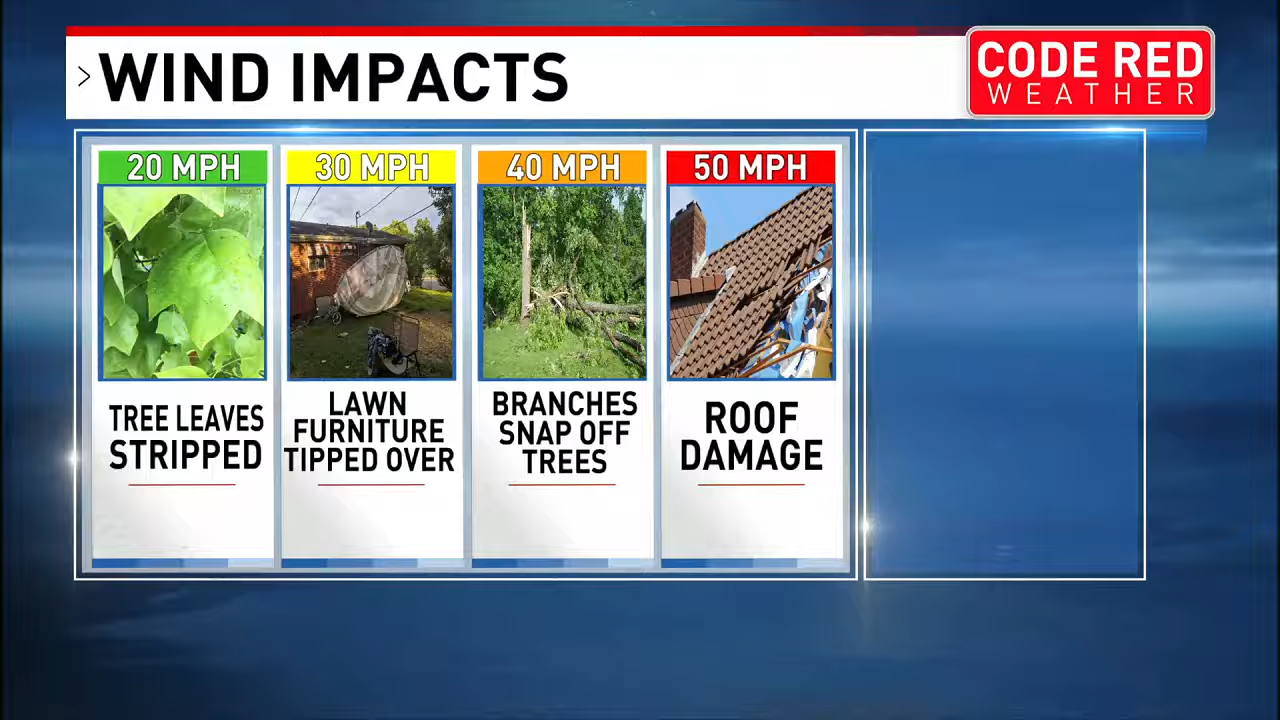 > WIND IMPACTS
CODE RED
WEATHER
20 MPH
TREE LEAVES
STRIPPED
30 MPH
LAWN
FURNITURE
TIPPED OVER
40 MPH
BRANCHES
SNAP OFF
TREES
50 MPH
ROOF
DAMAGE